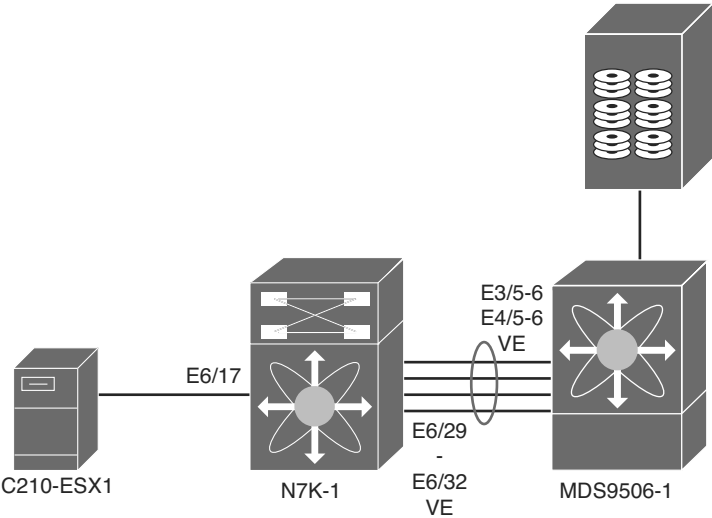 E3/5-6
E4/5-6
VE
E6/17
E6/29
-
E6/32
VE
C210-ESX1
N7K-1
MDS9506-1